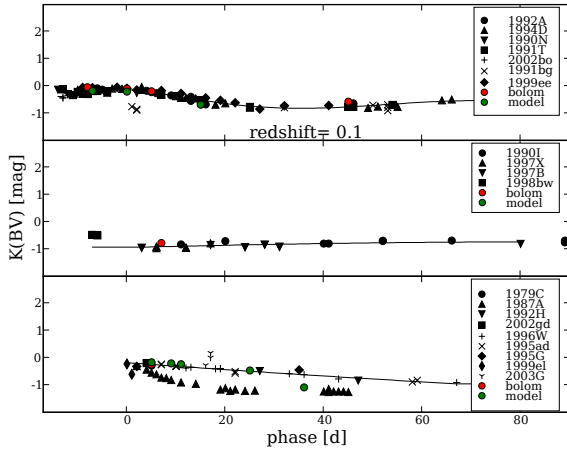 2
1
0
-1
1992A
1994D
1990N
1991T
2002bo
1991bg
1999ee
bolom
model
redshift= 0.1
K(BV) [mag]
2
1
0
-1
1990I
1997X
1997B
1998bw
bolom
model
2
1
0
-1
1979C
1987A
1992H
2002gd
1996W
1995ad
1995G
1999el
2003G
bolom
model
0 20 40 60 80
phase [d]